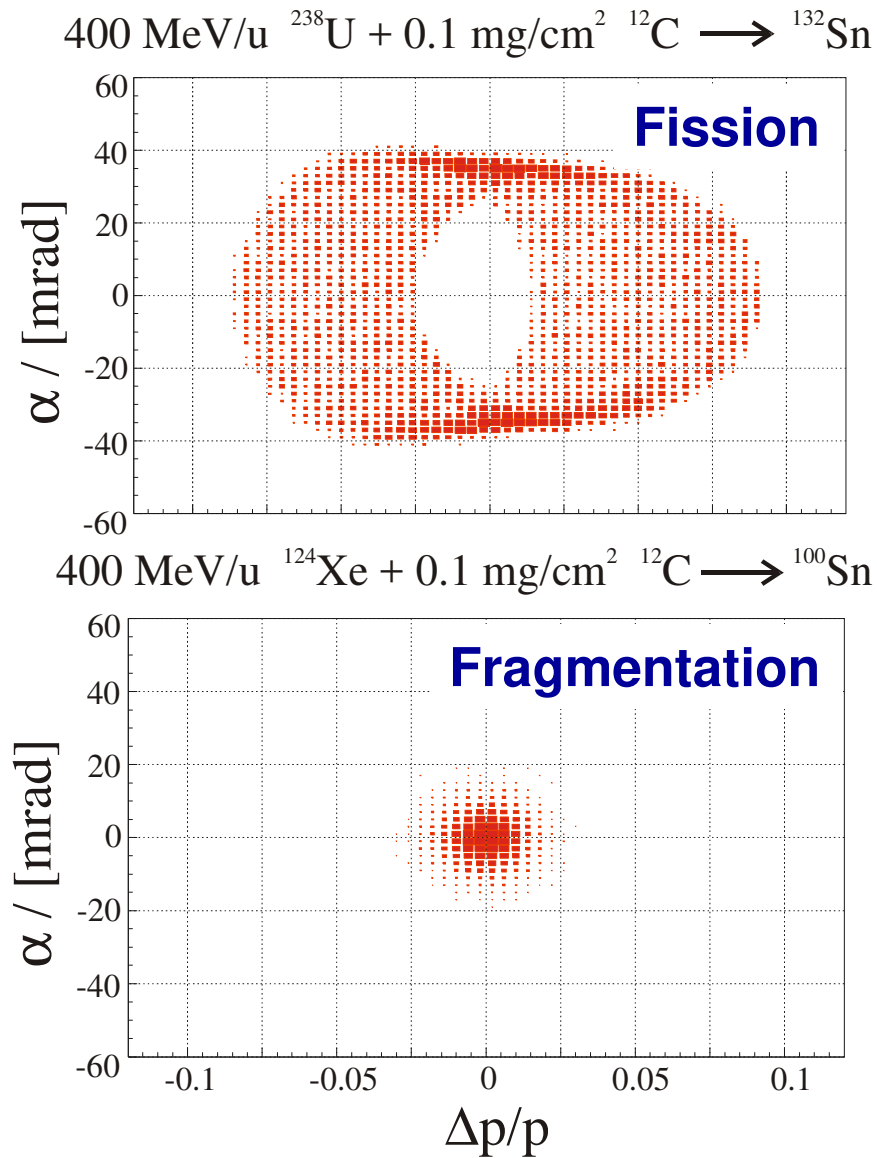 400 MeV/u ²³⁸U + 0.1 mg/cm² ¹²C → ¹³²Sn
Fission
60
40
20
0
-20
-40
-60
α / [mrad]
400 MeV/u ¹²⁴Xe + 0.1 mg/cm² ¹²C → ¹⁰⁰Sn
Fragmentation
60
40
20
0
-20
-40
-60
α / [mrad]
-0.1 -0.05 0 0.05 0.1
Δp/p